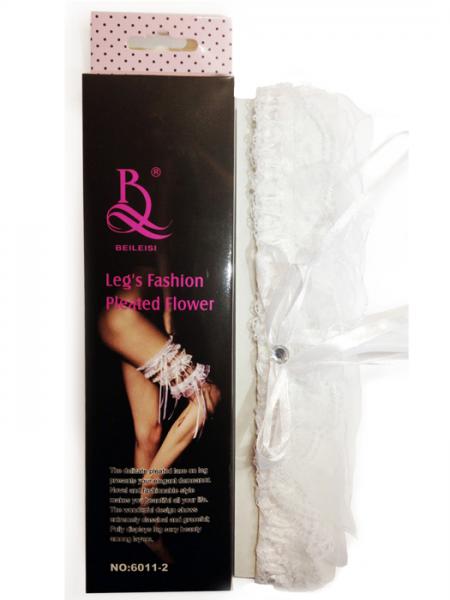 BL ®
BEILEISI
Leg's Fashion
Pleated Flower
The delicate pleated lace on leg
presents your elegant demeanor.
Novel and fashionable style
makes you beautiful all your life.
The wonderful design shows
extremely classical and graceful.
Fully displays leg sexy beauty
among layers.
NO:6011-2